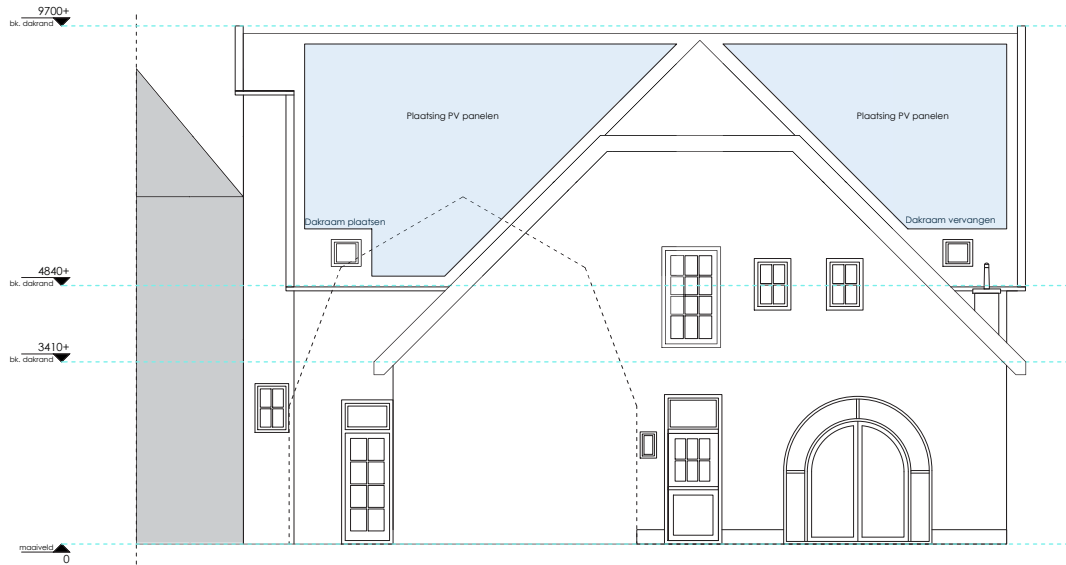 9700+
bk. dakrand
Plaatsing PV panelen
Plaatsing PV panelen
Dakraam plaatsen
Dakraam vervangen
4840+
bk. dakrand
3410+
bk. dakrand
maaiveld
0